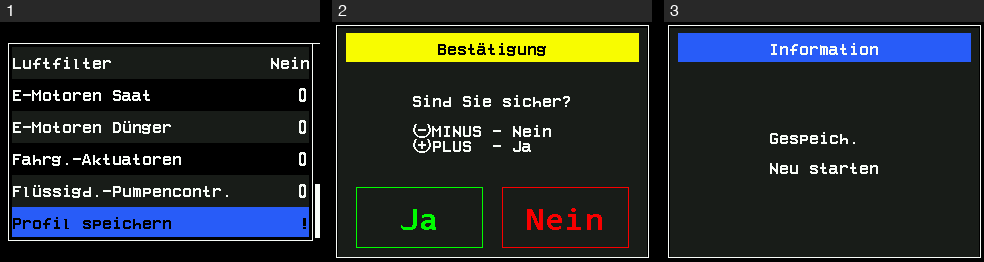 1
Luftfilter Nein
E-Motoren Saat 0
E-Motoren Dünger 0
Fahrg.-Aktuatoren 0
Flüssigd.-Pumpencontr. 0
Profil speichern !
2
Bestätigung
Sind Sie sicher?
(-)MINUS - Nein
(+)PLUS - Ja
Ja Nein
3
Information
Gespeich.
Neu starten